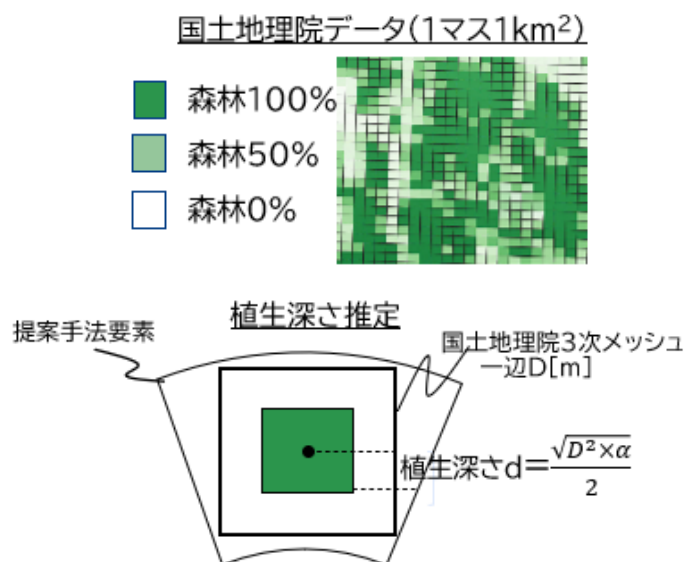 国土地理院データ(1マス1km²)
森林100%
森林50%
森林0%
植生深さ推定
提案手法要素
国土地理院3次メッシュ
一辺D[m]
植生深さd=√(D²×α)/2